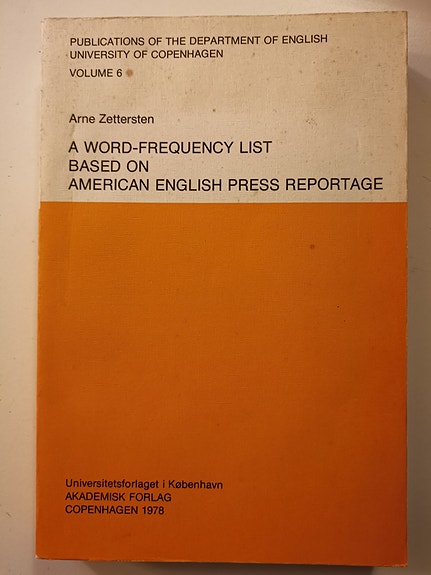 PUBLICATIONS OF THE DEPARTMENT OF ENGLISH
UNIVERSITY OF COPENHAGEN
VOLUME 6
Arne Zettersten
A WORD-FREQUENCY LIST
BASED ON
AMERICAN ENGLISH PRESS REPORTAGE
Universitetsforlaget i København
AKADEMISK FORLAG
COPENHAGEN 1978